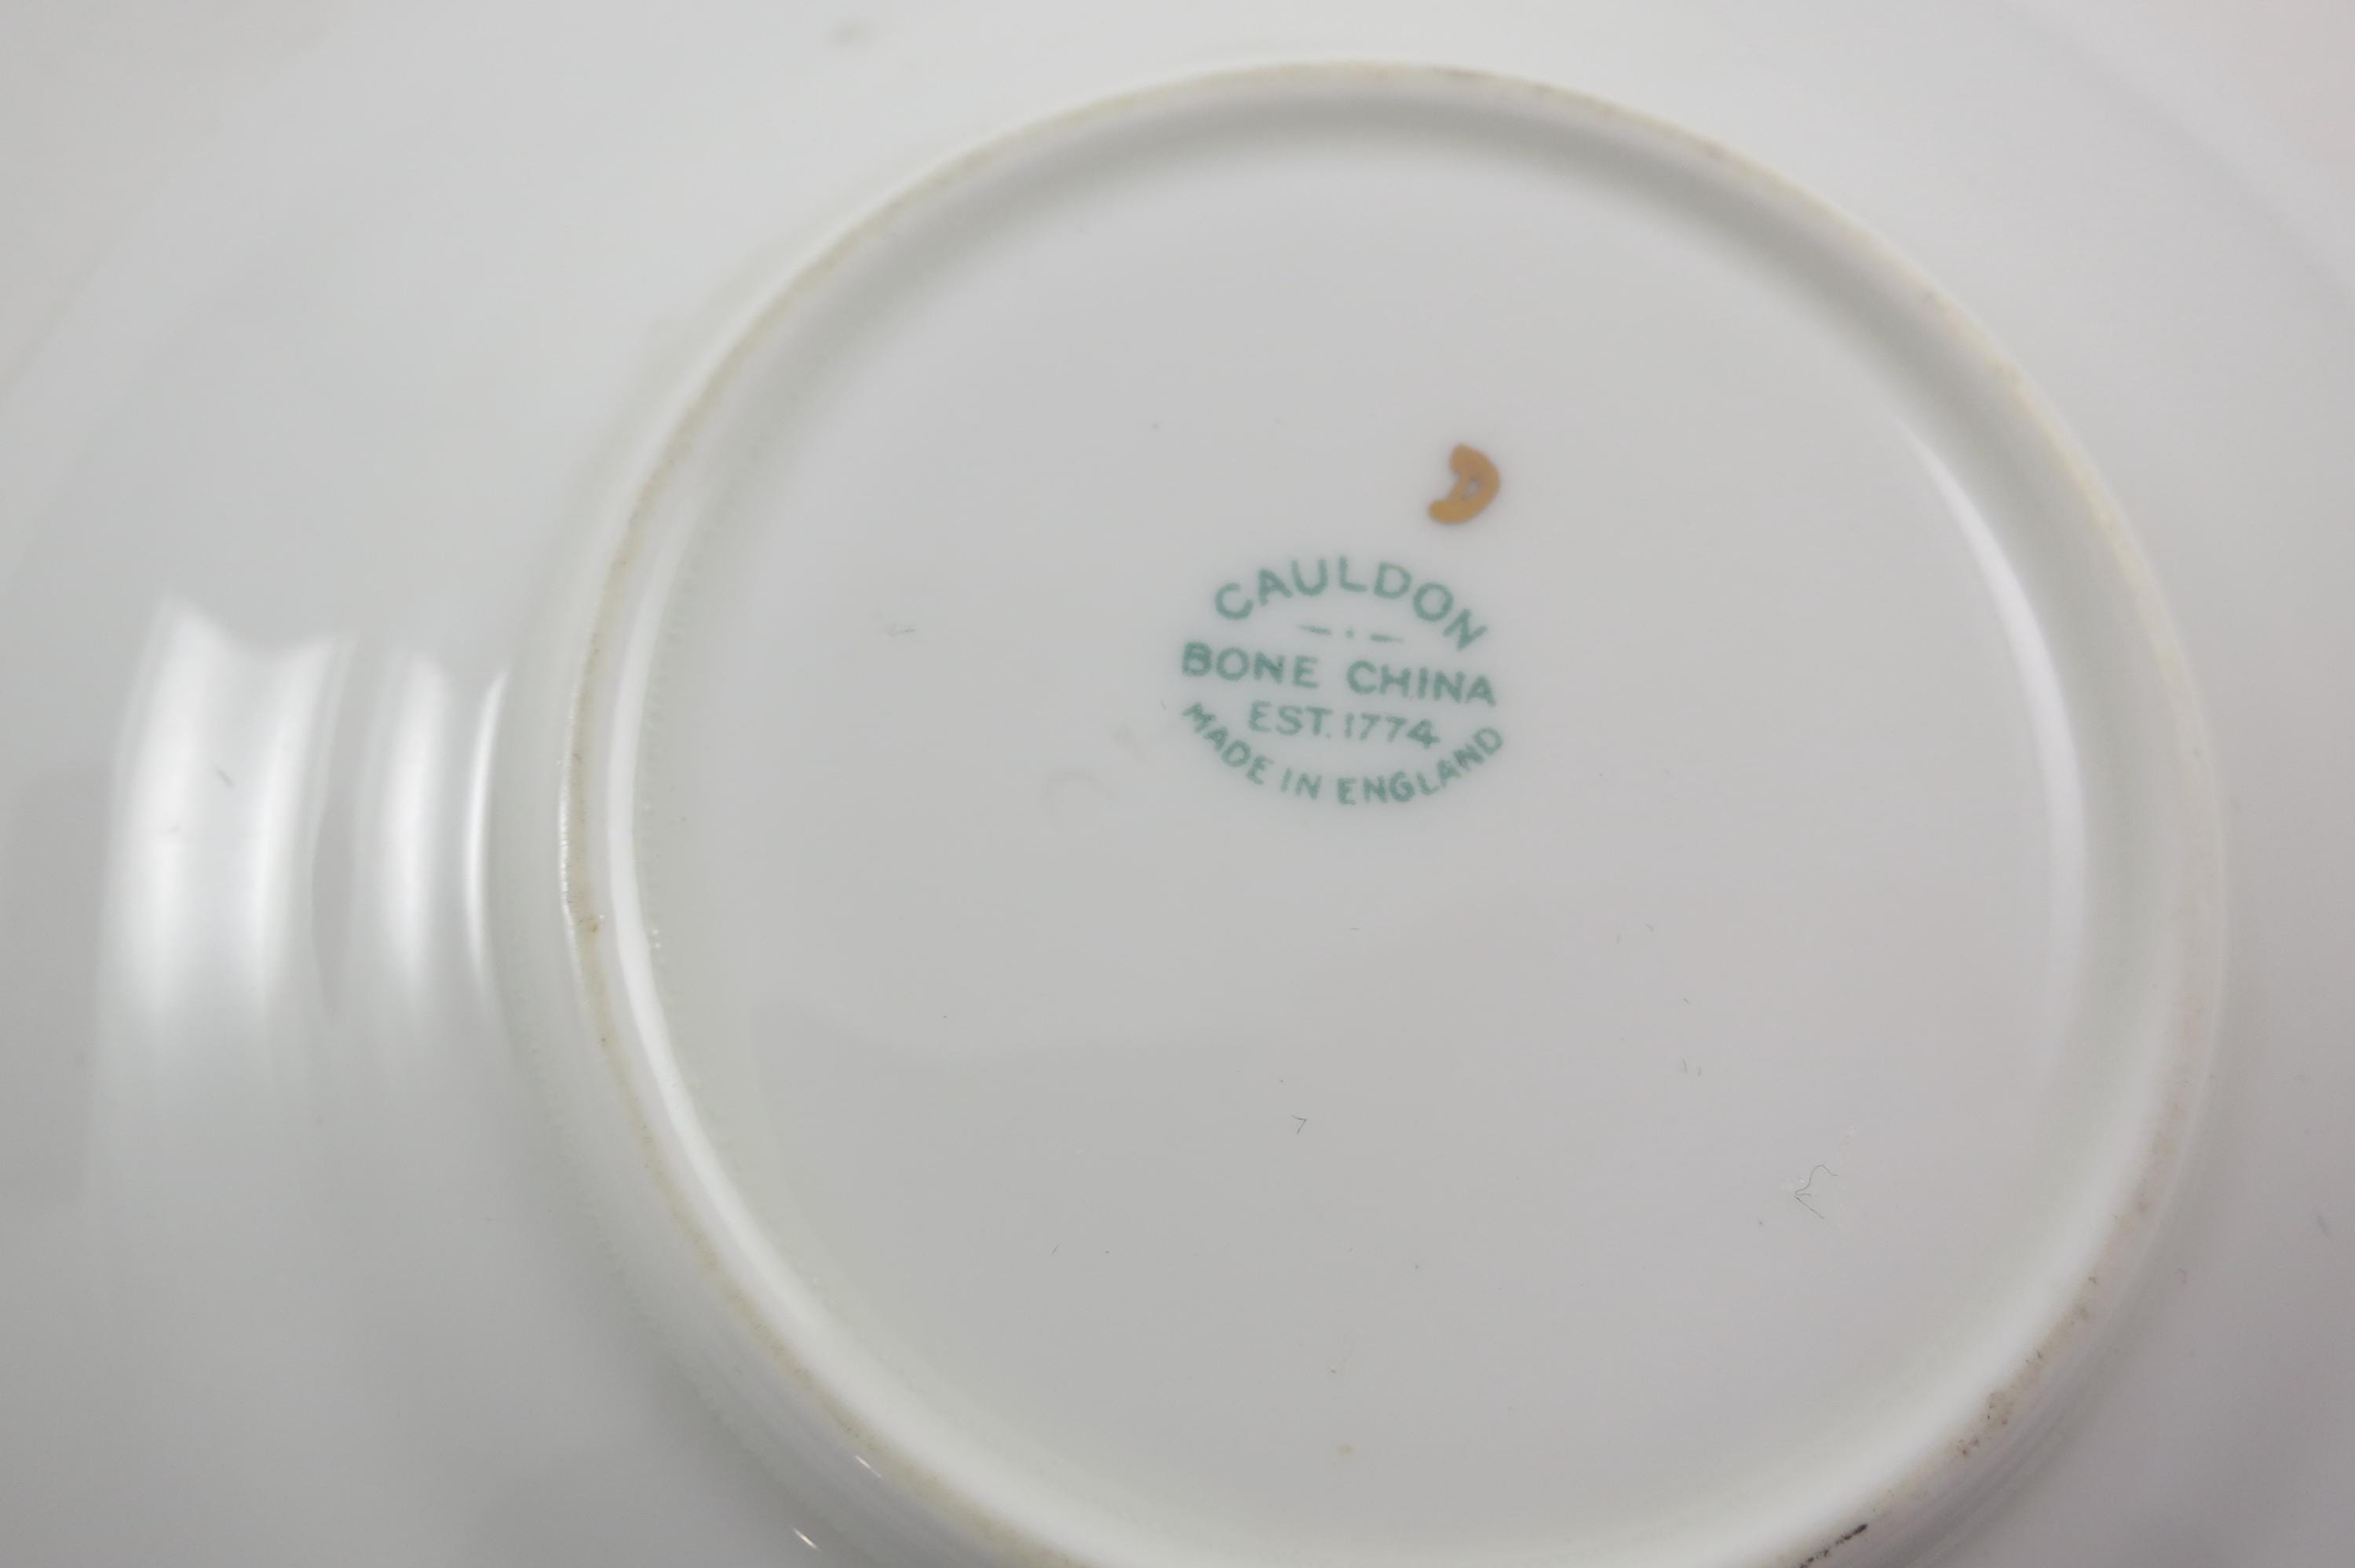 D
CAULDON
BONE CHINA
EST. 1774
MADE IN ENGLAND